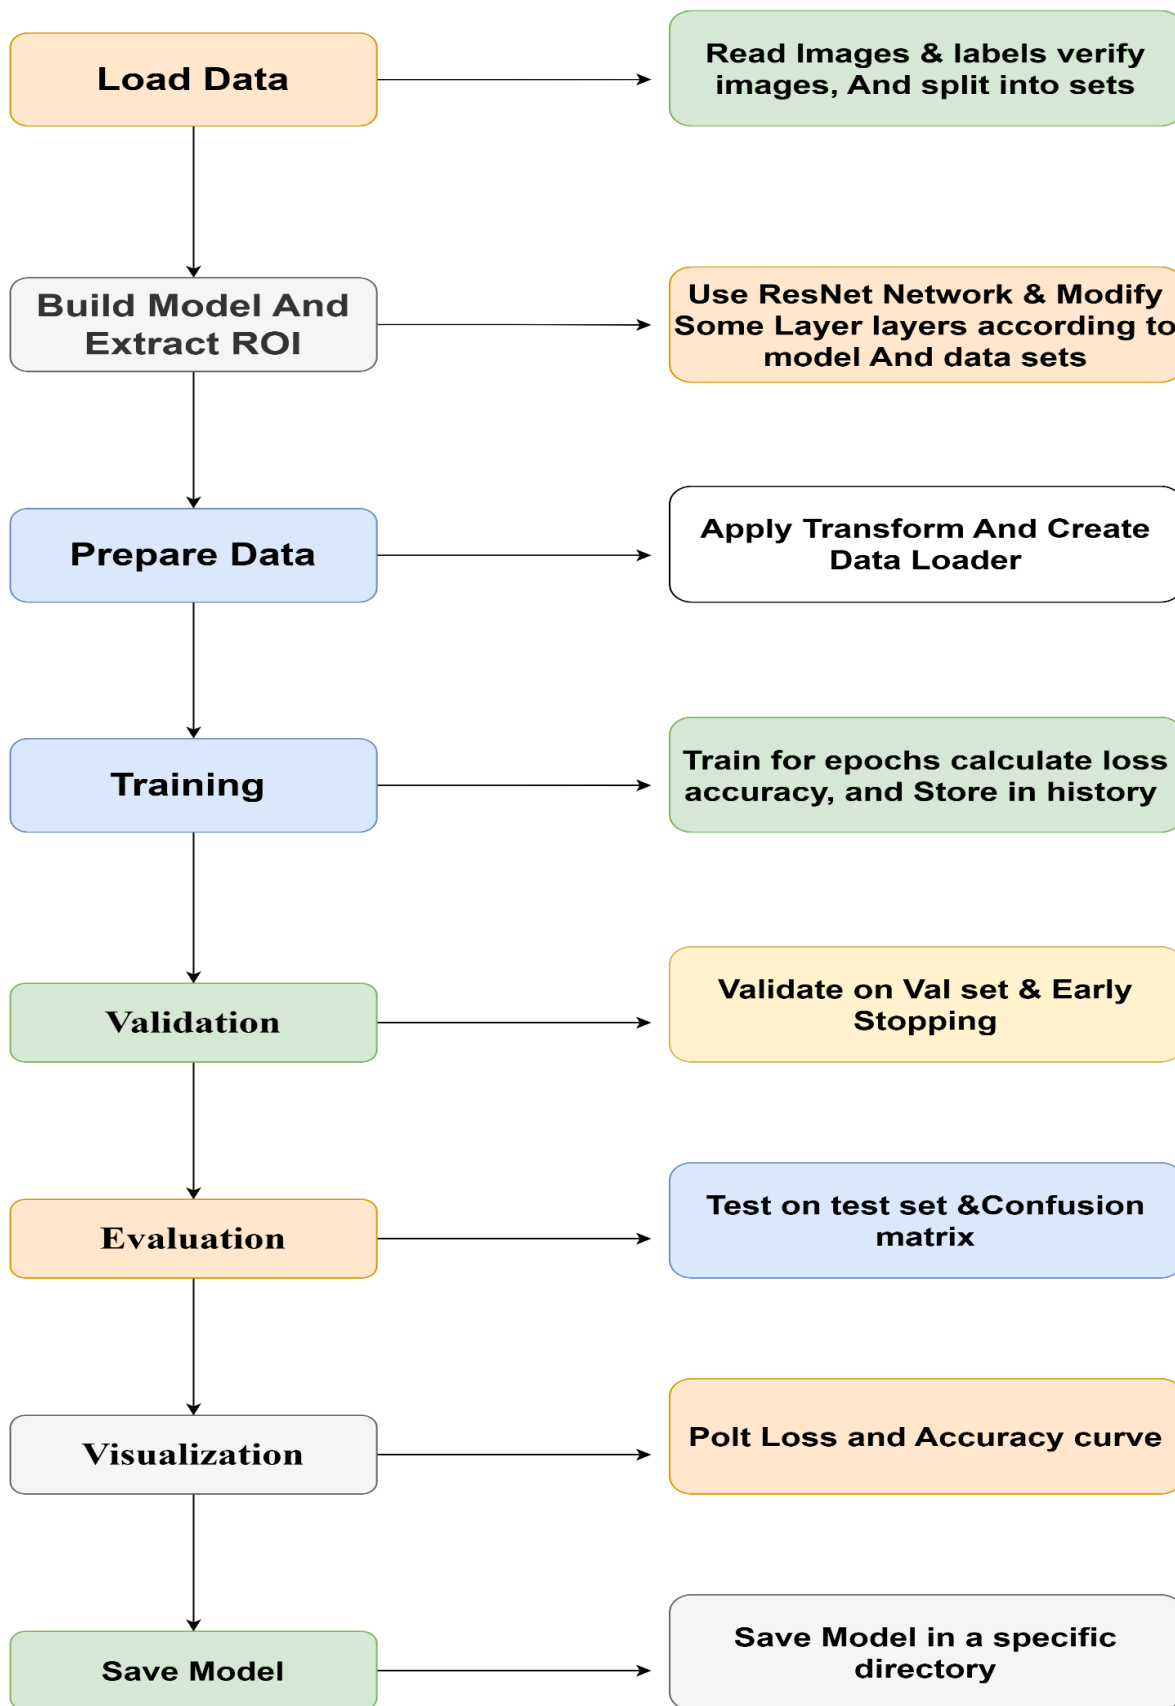 Load Data
Read Images & labels verify
images, And split into sets
Build Model And
Extract ROI
Use ResNet Network & Modify
Some Layer layers according to
model And data sets
Prepare Data
Apply Transform And Create
Data Loader
Training
Train for epochs calculate loss
accuracy, and Store in history
Validation
Validate on Val set & Early
Stopping
Evaluation
Test on test set &Confusion
matrix
Visualization
Polt Loss and Accuracy curve
Save Model
Save Model in a specific
directory